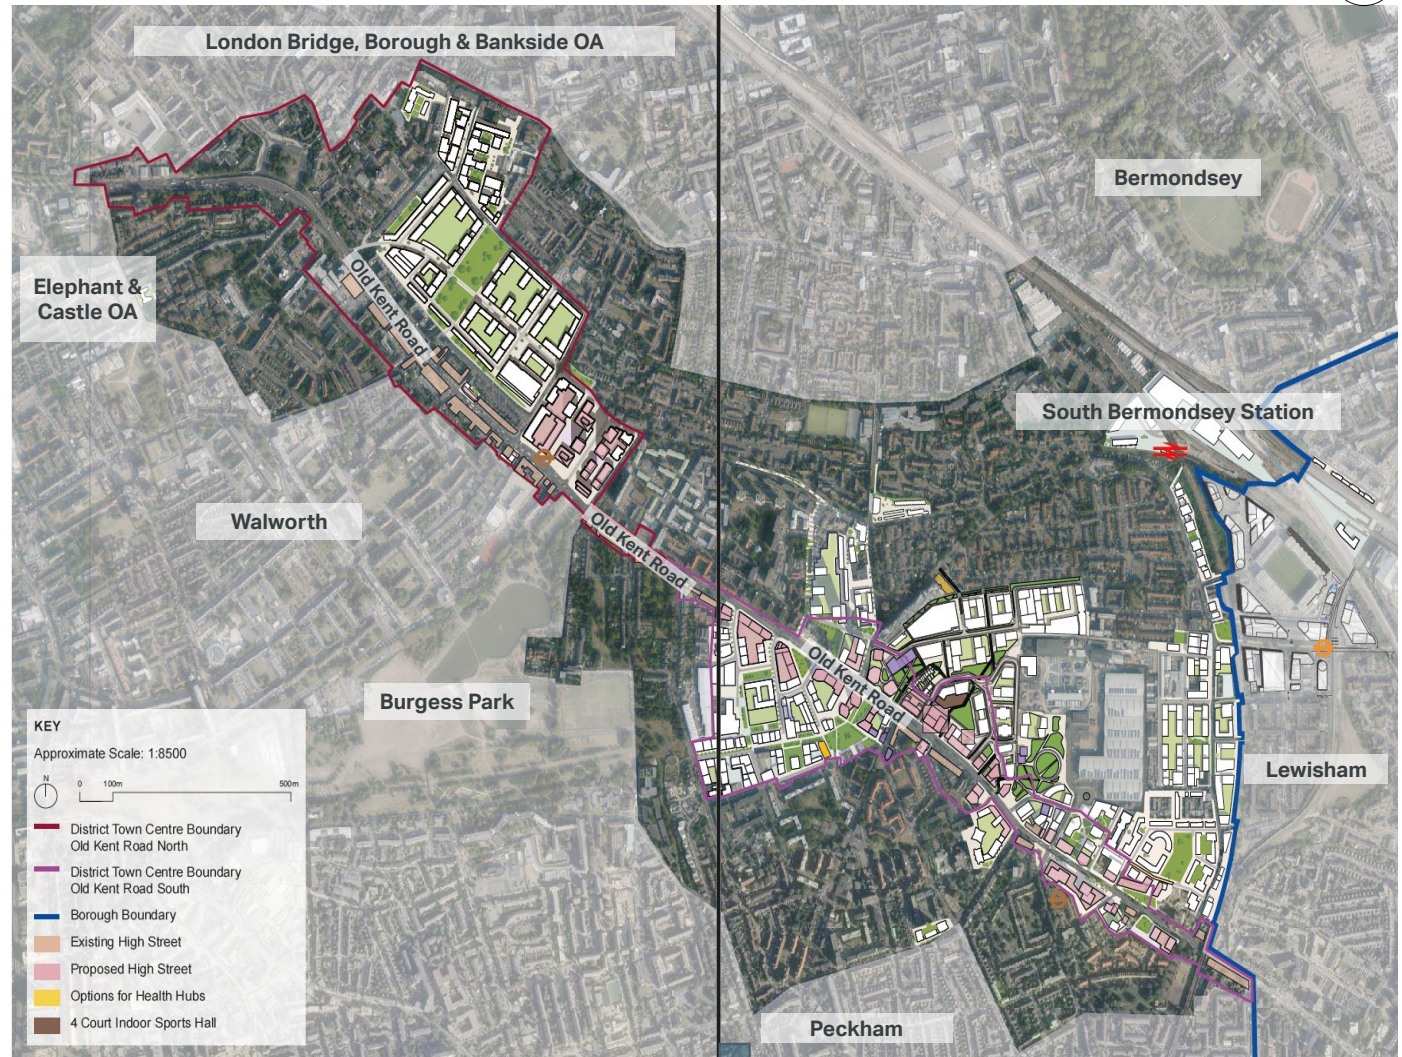 London Bridge, Borough & Bankside OA
Bermondsey
Elephant &
Castle OA
Old Kent Road
South Bermondsey Station
Walworth
Old Kent Road
Old Kent Road
Burgess Park
Lewisham
Peckham
KEY
Approximate Scale: 1:8500
N
0 100m 500m
District Town Centre Boundary
Old Kent Road North
District Town Centre Boundary
Old Kent Road South
Borough Boundary
Existing High Street
Proposed High Street
Options for Health Hubs
4 Court Indoor Sports Hall